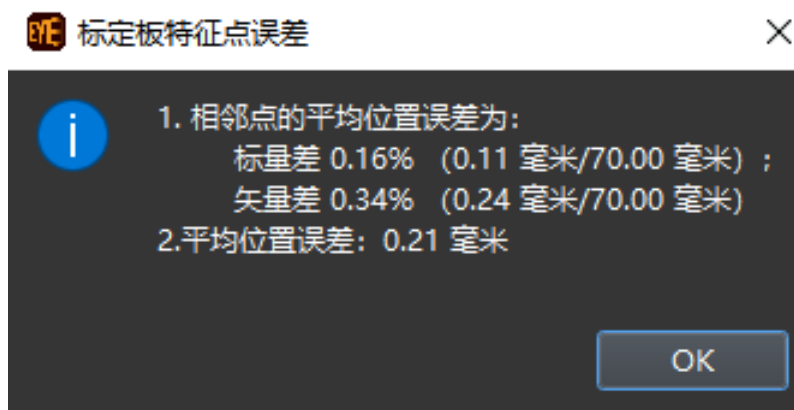 EYE
标定板特征点误差
1. 相邻点的平均位置误差为:
标量差 0.16% (0.11 毫米/70.00 毫米) ;
矢量差 0.34% (0.24 毫米/70.00 毫米)
2.平均位置误差: 0.21 毫米
OK